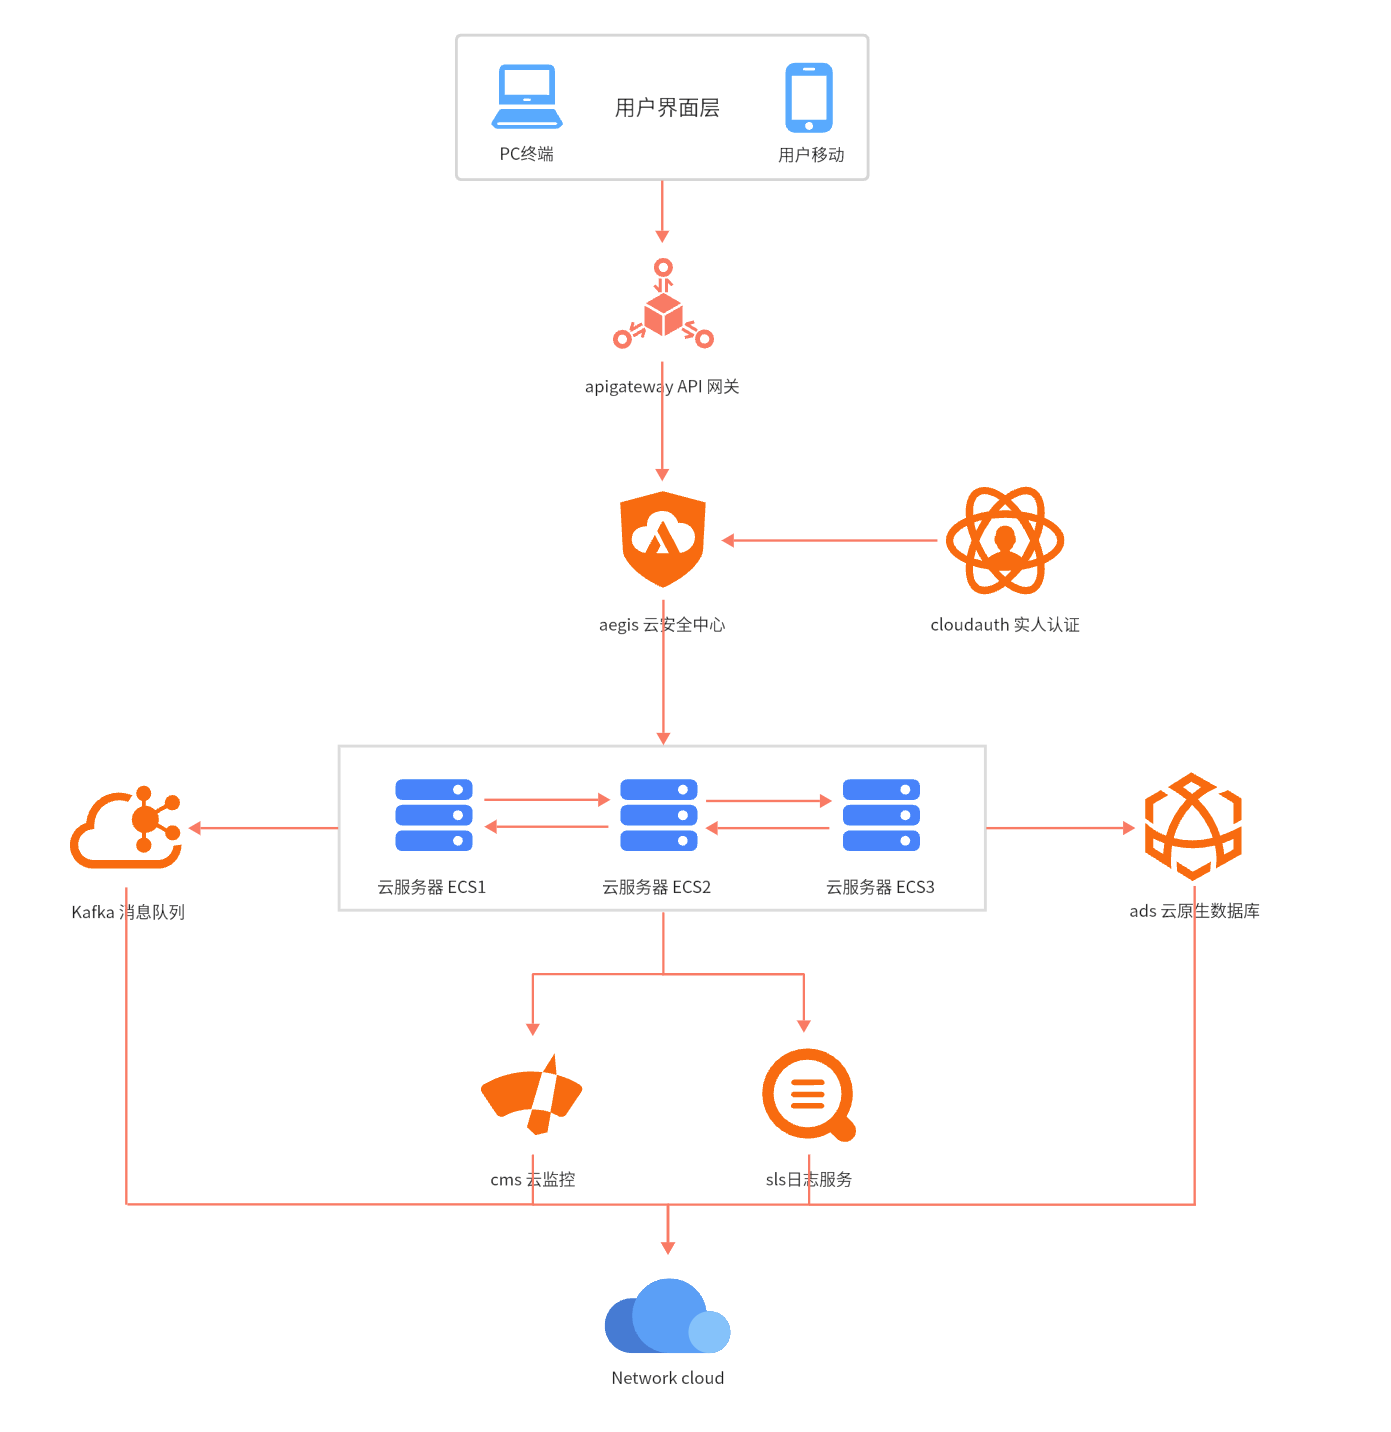 用户界面层
PC终端
用户移动
apigateway API 网关
aegis 云安全中心
cloudauth 实人认证
云服务器 ECS1
云服务器 ECS2
云服务器 ECS3
Kafka 消息队列
ads 云原生数据库
cms 云监控
sls日志服务
Network cloud